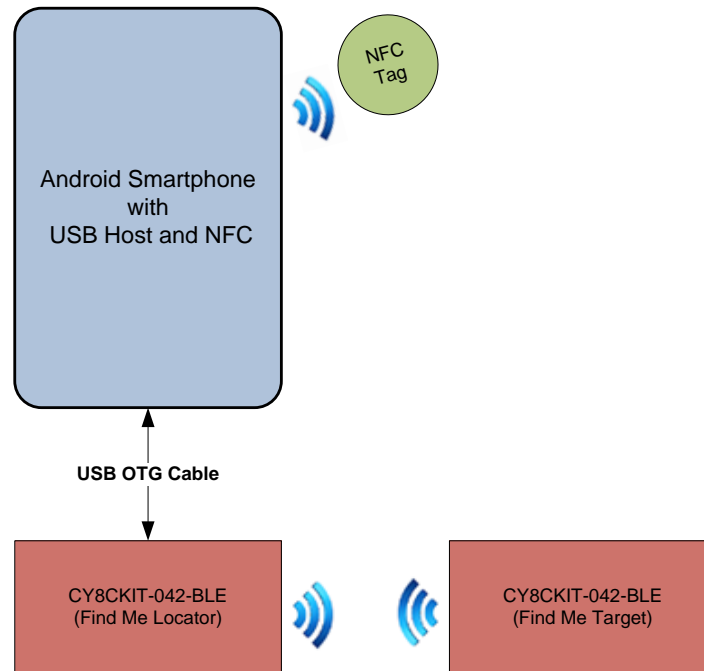 NFC
Tag
Android Smartphone
with
USB Host and NFC
USB OTG Cable
CY8CKIT-042-BLE
(Find Me Locator)
CY8CKIT-042-BLE
(Find Me Target)